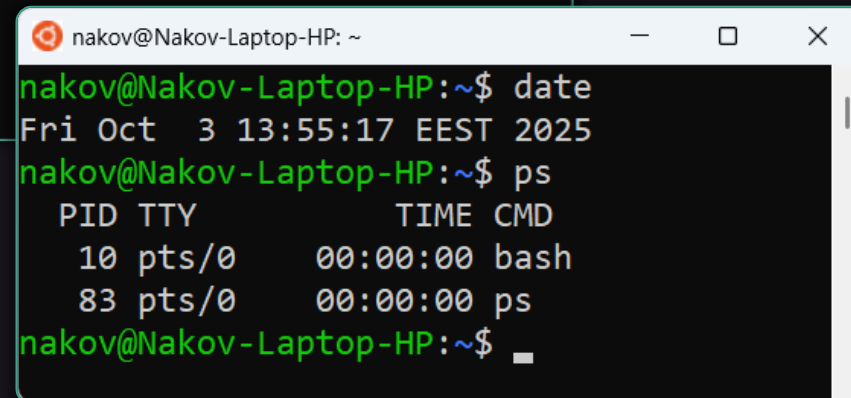 nakov@Nakov-Laptop-HP: ~
nakov@Nakov-Laptop-HP:~$ date
Fri Oct  3 13:55:17 EEST 2025
nakov@Nakov-Laptop-HP:~$ ps
  PID TTY          TIME CMD
   10 pts/0    00:00:00 bash
   83 pts/0    00:00:00 ps
nakov@Nakov-Laptop-HP:~$